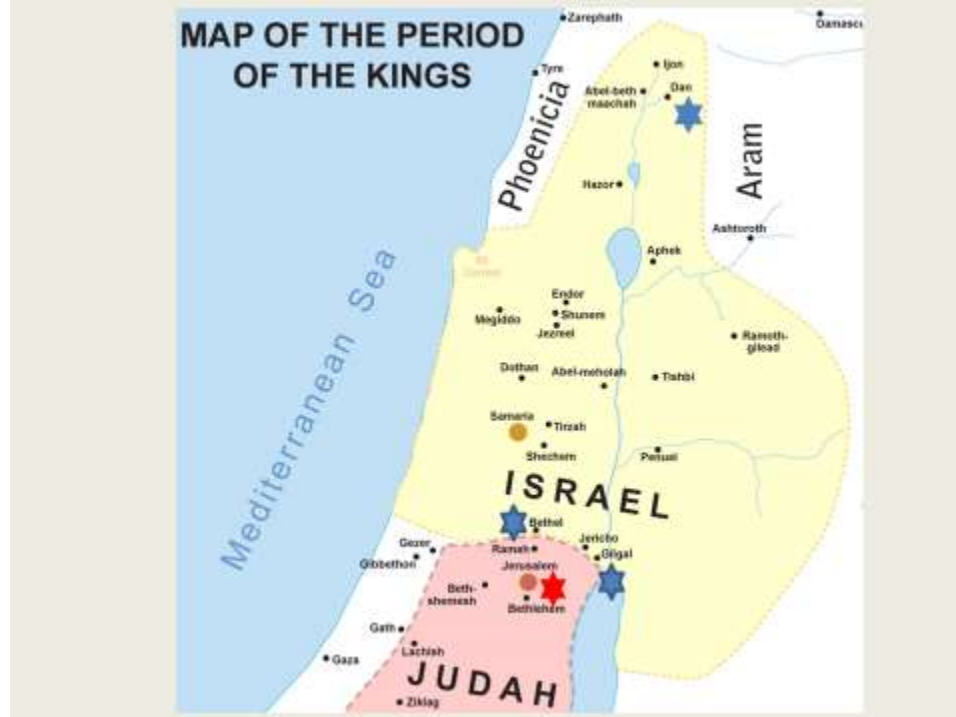 MAP OF THE PERIOD
OF THE KINGS
Zarephath
Tyre
Phoenicia
Ijon
Abel-beth
maachah
Dan
Aram
Hazor
Ashtoroth
Aphek
Mediterranean Sea
Endor
Shunem
Megiddo
Jezreel
Ramoth-
gilead
Dothan
Abel-meholah
Tishbi
Samaria
Tirzah
Shechem
Penuel
ISRAEL
Bethel
Jericho
Gezer
Ramah
Gilgal
Gibbethon
Jerusalem
Beth-
shemesh
Bethlehem
Gath
Lachish
Gaza
JUDAH
Ziklag